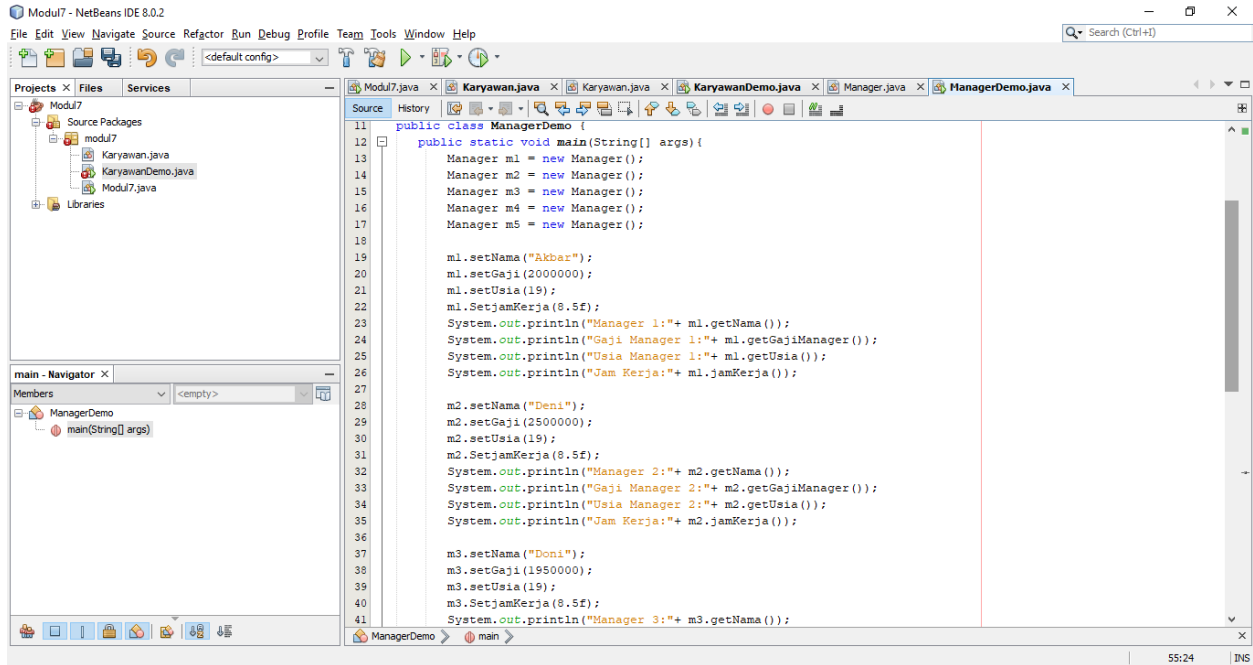 Modul7 - NetBeans IDE 8.0.2
File Edit View Navigate Source Refactor Run Debug Profile Team Tools Window Help
Search (Ctrl+I)
<default config>
Projects Files Services
Modul7
Source Packages
modul7
Karyawan.java
KaryawanDemo.java
Modul7.java
Libraries
main - Navigator
Members <empty>
ManagerDemo
main(String[] args)
Modul7.java Karyawan.java Karyawan.java KaryawanDemo.java Manager.java ManagerDemo.java
Source History
11 public class ManagerDemo {
12 public static void main(String[] args){
13 Manager m1 = new Manager();
14 Manager m2 = new Manager();
15 Manager m3 = new Manager();
16 Manager m4 = new Manager();
17 Manager m5 = new Manager();
18
19 m1.setNama("Akbar");
20 m1.setGaji(2000000);
21 m1.setUsia(19);
22 m1.SetjamKerja(8.5f);
23 System.out.println("Manager 1:"+ m1.getNama());
24 System.out.println("Gaji Manager 1:"+ m1.getGajiManager());
25 System.out.println("Usia Manager 1:"+ m1.getUsia());
26 System.out.println("Jam Kerja:"+ m1.jamKerja());
27
28 m2.setNama("Deni");
29 m2.setGaji(2500000);
30 m2.setUsia(19);
31 m2.SetjamKerja(8.5f);
32 System.out.println("Manager 2:"+ m2.getNama());
33 System.out.println("Gaji Manager 2:"+ m2.getGajiManager());
34 System.out.println("Usia Manager 2:"+ m2.getUsia());
35 System.out.println("Jam Kerja:"+ m2.jamKerja());
36
37 m3.setNama("Doni");
38 m3.setGaji(1950000);
39 m3.setUsia(19);
40 m3.SetjamKerja(8.5f);
41 System.out.println("Manager 3:"+ m3.getNama());
ManagerDemo main
55:24 INS